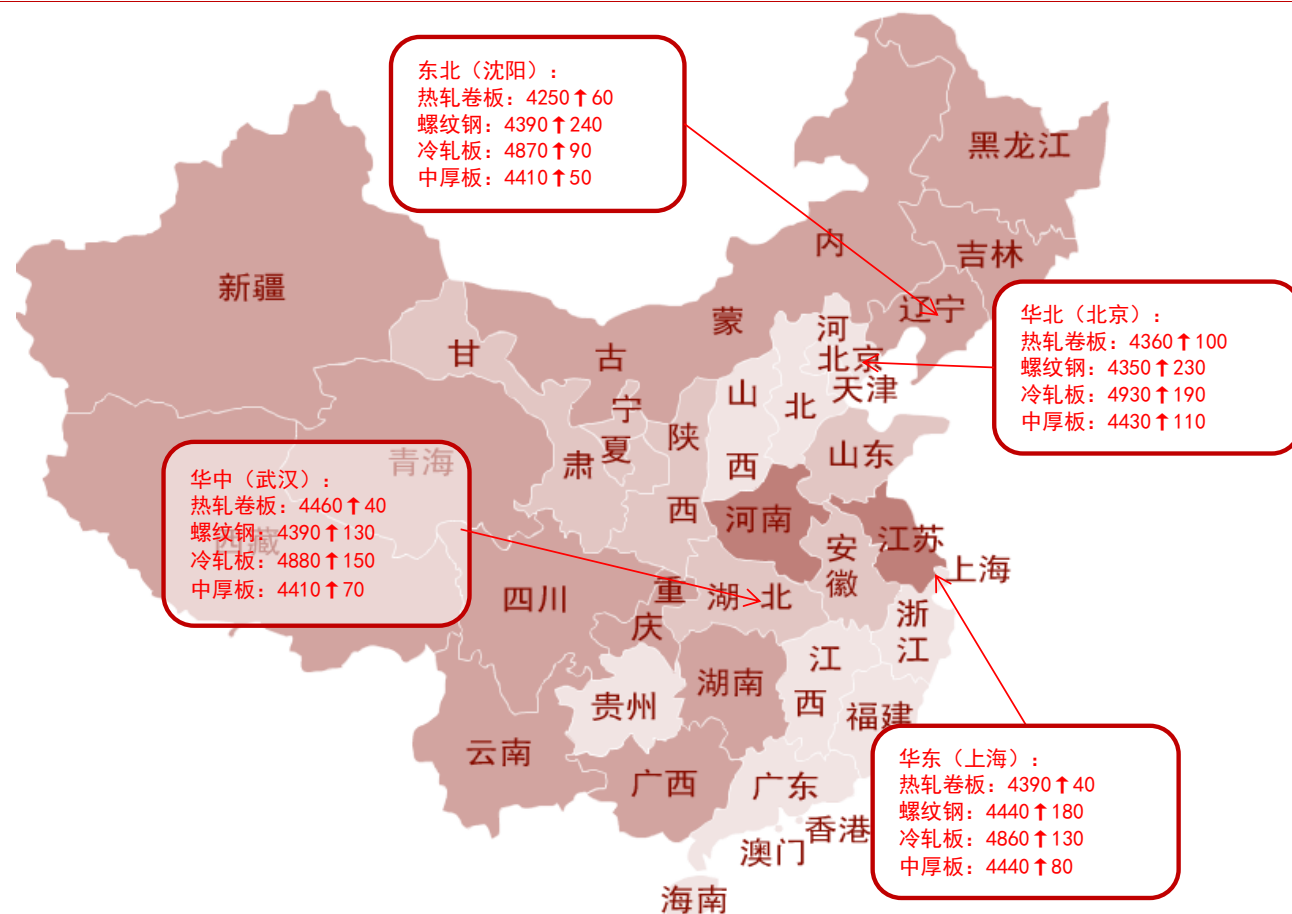 东北（沈阳）：
热轧卷板：4250↑60
螺纹钢：4390↑240
冷轧板：4870↑90
中厚板：4410↑50
黑龙江
内
吉林
新疆
辽宁
华北（北京）：
热轧卷板：4360↑100
螺纹钢：4350↑230
冷轧板：4930↑190
中厚板：4430↑110
蒙
古
河
北京
天津
甘
肃
宁
夏
山
西
北
陕
西
山东
青海
西藏
华中（武汉）：
热轧卷板：4460↑40
螺纹钢：4390↑130
冷轧板：4880↑150
中厚板：4410↑70
河南
江苏
安
徽
上海
四川
重
庆
湖北
浙
江
湖南
江
西
贵州
福建
云南
广西
广东
华东（上海）：
热轧卷板：4390↑40
螺纹钢：4440↑180
冷轧板：4860↑130
中厚板：4440↑80
香港
澳门
海南